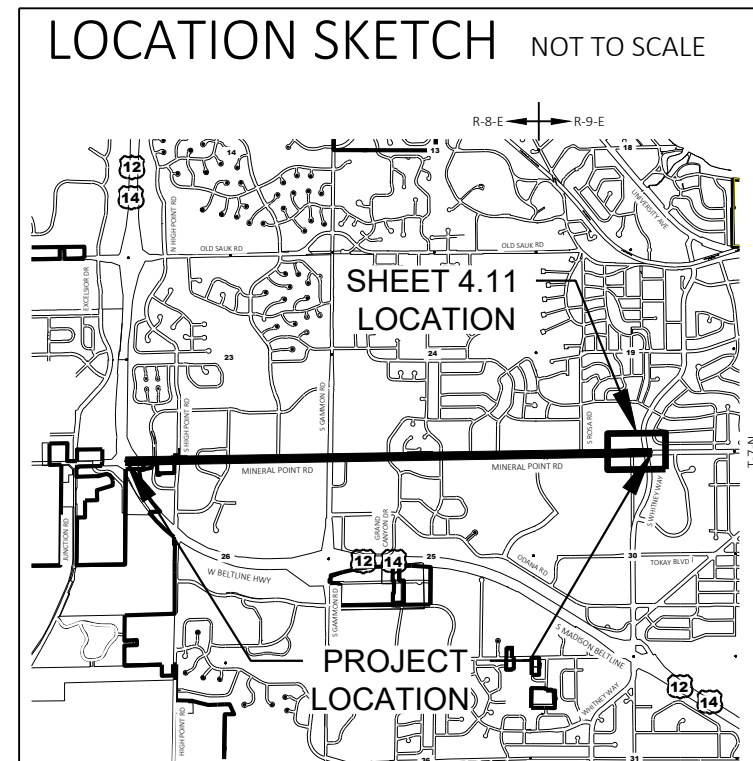 LOCATION SKETCH NOT TO SCALE
R-8-E R-9-E
14
13
18
12
14
N HIGH POINT RD
UNIVERSITY AVE
OLD SAUK RD
OLD SAUK RD
EXCELSIOR DR
SHEET 4.11
LOCATION
23
24
19
S GAMMON RD
S HIGH POINT RD
S ROSA RD
MINERAL POINT RD
MINERAL POINT RD
T-7-N
S WHITNEY WAY
JUNCTION RD
GRAND
CANYON DR
26
12 14
25
ODANA RD
30
TOKAY BLVD
W BELTLINE HWY
S GAMMON RD
S MADISON BELTLINE
PROJECT
LOCATION
12
14
WHITNEY WAY
HIGH POINT RD
36
31